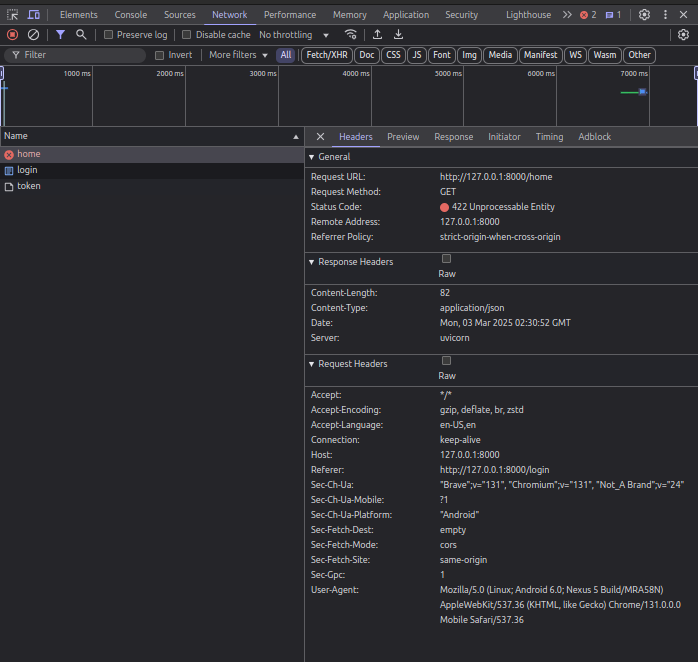 Elements Console Sources Network Performance Memory Application Security Lighthouse 2 1
Preserve log Disable cache No throttling
Filter Invert More filters All Fetch/XHR Doc CSS JS Font Img Media Manifest WS Wasm Other
1000 ms 2000 ms 3000 ms 4000 ms 5000 ms 6000 ms 7000 ms
Name
home
login
token
Headers Preview Response Initiator Timing Adblock
General
Request URL: http://127.0.0.1:8000/home
Request Method: GET
Status Code: 422 Unprocessable Entity
Remote Address: 127.0.0.1:8000
Referrer Policy: strict-origin-when-cross-origin
Response Headers
Raw
Content-Length: 82
Content-Type: application/json
Date: Mon, 03 Mar 2025 02:30:52 GMT
Server: uvicorn
Request Headers
Raw
Accept: */*
Accept-Encoding: gzip, deflate, br, zstd
Accept-Language: en-US,en
Connection: keep-alive
Host: 127.0.0.1:8000
Referer: http://127.0.0.1:8000/login
Sec-Ch-Ua: "Brave";v="131", "Chromium";v="131", "Not_A Brand";v="24"
Sec-Ch-Ua-Mobile: ?1
Sec-Ch-Ua-Platform: "Android"
Sec-Fetch-Dest: empty
Sec-Fetch-Mode: cors
Sec-Fetch-Site: same-origin
Sec-Gpc: 1
User-Agent: Mozilla/5.0 (Linux; Android 6.0; Nexus 5 Build/MRA58N)
AppleWebKit/537.36 (KHTML, like Gecko) Chrome/131.0.0.0
Mobile Safari/537.36